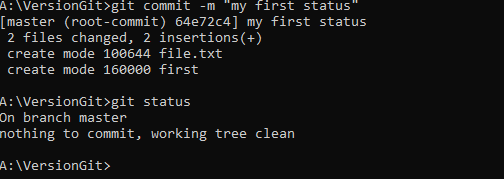 A:\VersionGit>git commit -m "my first status"
[master (root-commit) 64e72c4] my first status
 2 files changed, 2 insertions(+)
 create mode 100644 file.txt
 create mode 160000 first
A:\VersionGit>git status
On branch master
nothing to commit, working tree clean
A:\VersionGit>